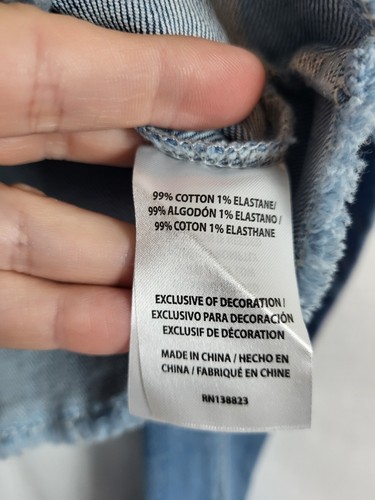 99% COTTON 1% ELASTANE/
99% ALGODÓN 1% ELASTANO /
99% COTON 1% ELASTHANE
EXCLUSIVE OF DECORATION /
EXCLUSIVO PARA DECORACIÓN
EXCLUSIF DE DÉCORATION
MADE IN CHINA / HECHO EN
CHINA / FABRIQUÉ EN CHINE
RN138823